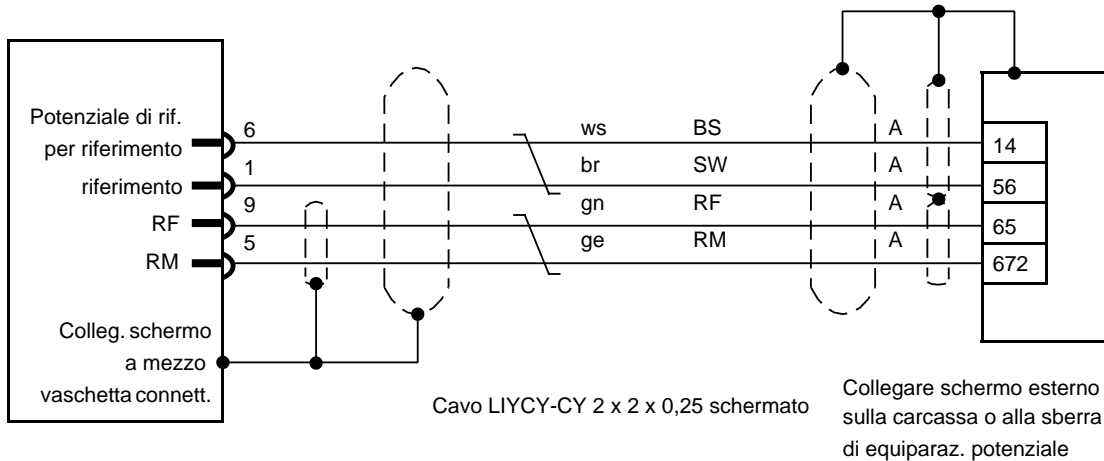 Potenziale di rif.
per riferimento
riferimento
RF
RM
Colleg. schermo
a mezzo
vaschetta connett.
6
1
9
5
ws BS A
br SW A
gn RF A
ge RM A
14
56
65
672
Cavo LIYCY-CY 2 x 2 x 0,25 schermato
Collegare schermo esterno
sulla carcassa o alla sberra
di equiparaz. potenziale